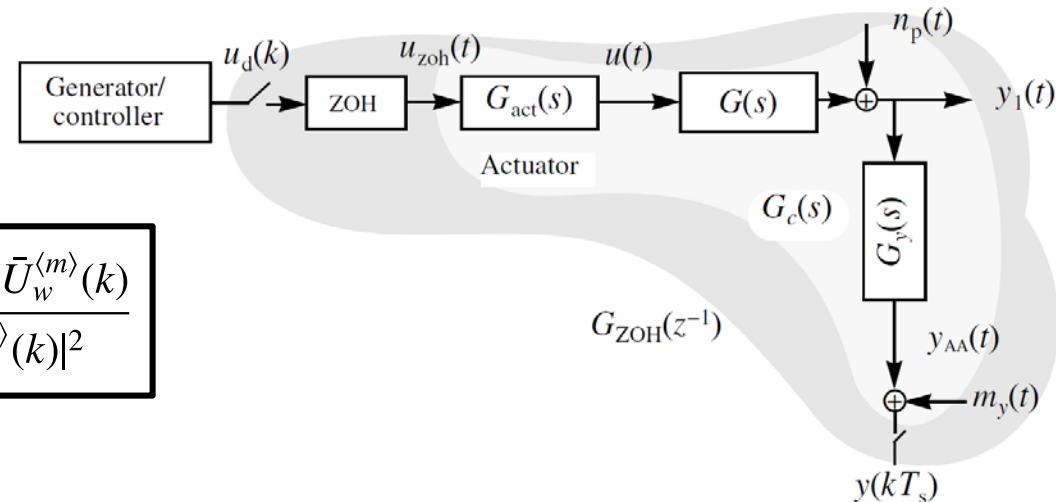 n_p(t)
u_d(k)
u_zoh(t)
u(t)
Generator/
controller
ZOH
G_act(s)
G(s)
y_1(t)
Actuator
G_c(s)
G_y(s)
Ū_w^⟨m⟩(k)
⟩(k)|²
G_ZOH(z⁻¹)
y_AA(t)
m_y(t)
y(kT_s)